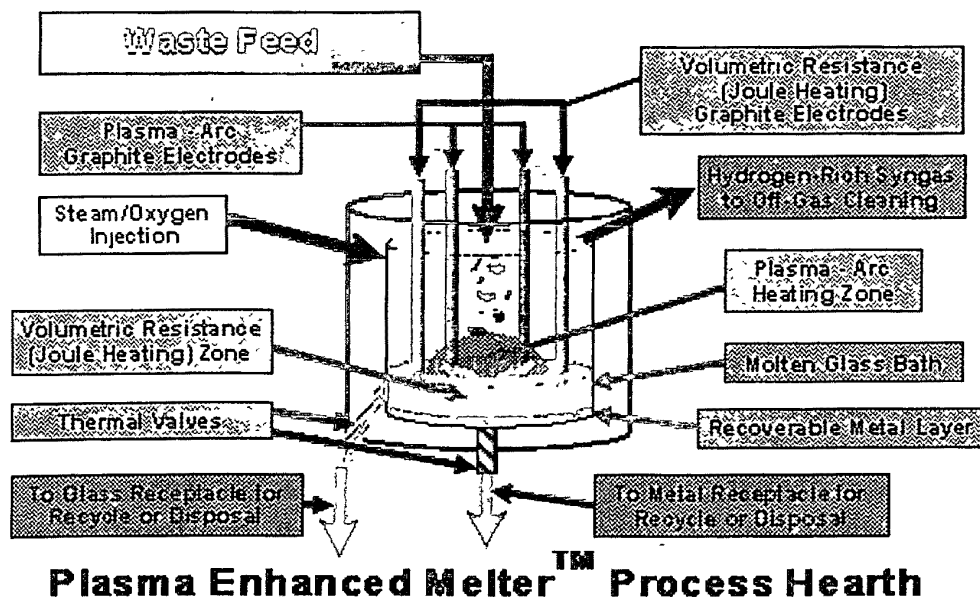 Waste Feed
Volumetric Resistance
(Joule Heating)
Graphite Electrodes
Plasma - Arc
Graphite Electrodes
Hydrogen-Rich Syngas
to Off-Gas Cleaning
Steam/Oxygen
Injection
Plasma - Arc
Heating Zone
Volumetric Resistance
(Joule Heating) Zone
Molten Glass Bath
Thermal Valves
Recoverable Metal Layer
To Glass Receptacle for
Recycle or Disposal
To Metal Receptacle for
Recycle or Disposal
Plasma Enhanced Melter™ Process Hearth